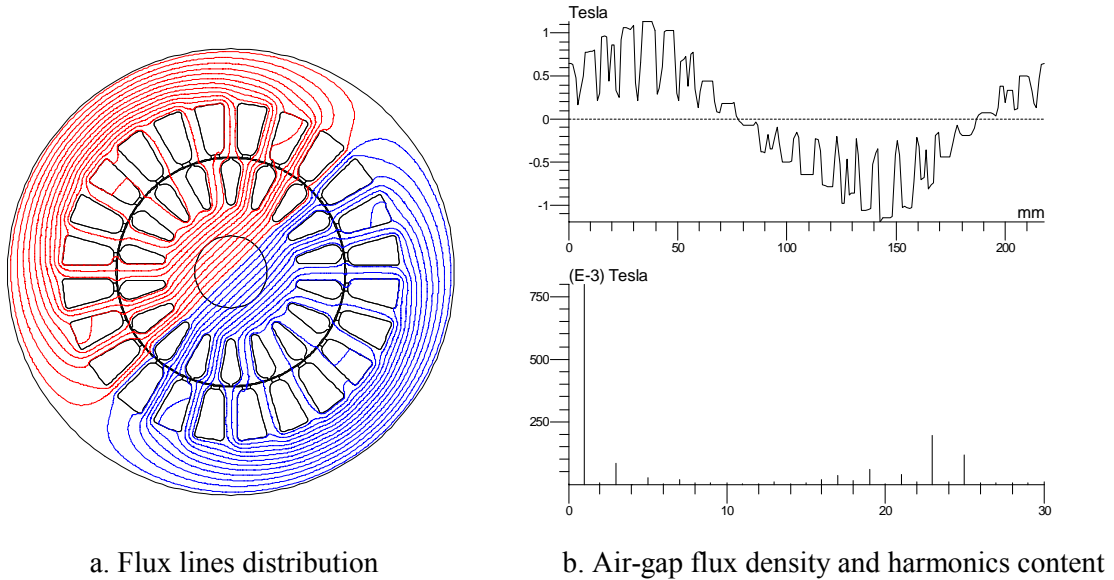 Tesla
1
0.5
0
-0.5
-1
mm
0 50 100 150 200
(E-3) Tesla
750
500
250
0 10 20 30
a. Flux lines distribution
b. Air-gap flux density and harmonics content